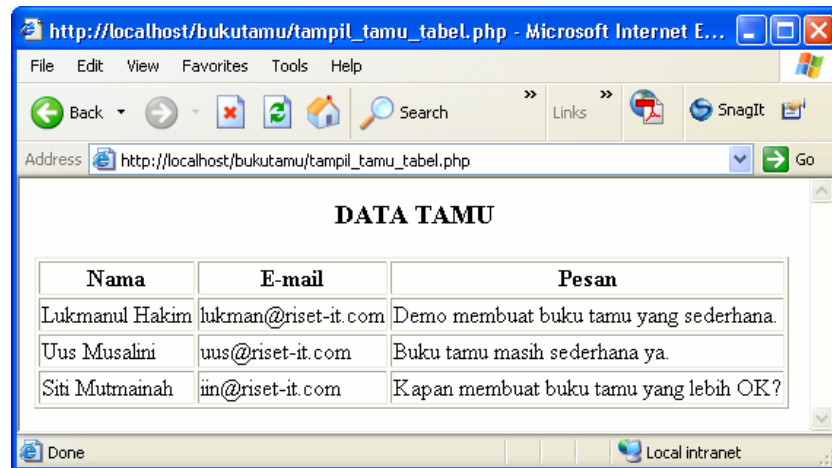 http://localhost/bukutamu/tampil_tamu_tabel.php - Microsoft Internet E...
File Edit View Favorites Tools Help
Back Search » Links » SnagIt
Address http://localhost/bukutamu/tampil_tamu_tabel.php Go
DATA TAMU
Nama E-mail Pesan
Lukmanul Hakim lukman@riset-it.com Demo membuat buku tamu yang sederhana.
Uus Musalini uus@riset-it.com Buku tamu masih sederhana ya.
Siti Mutmainah iin@riset-it.com Kapan membuat buku tamu yang lebih OK?
Done Local intranet